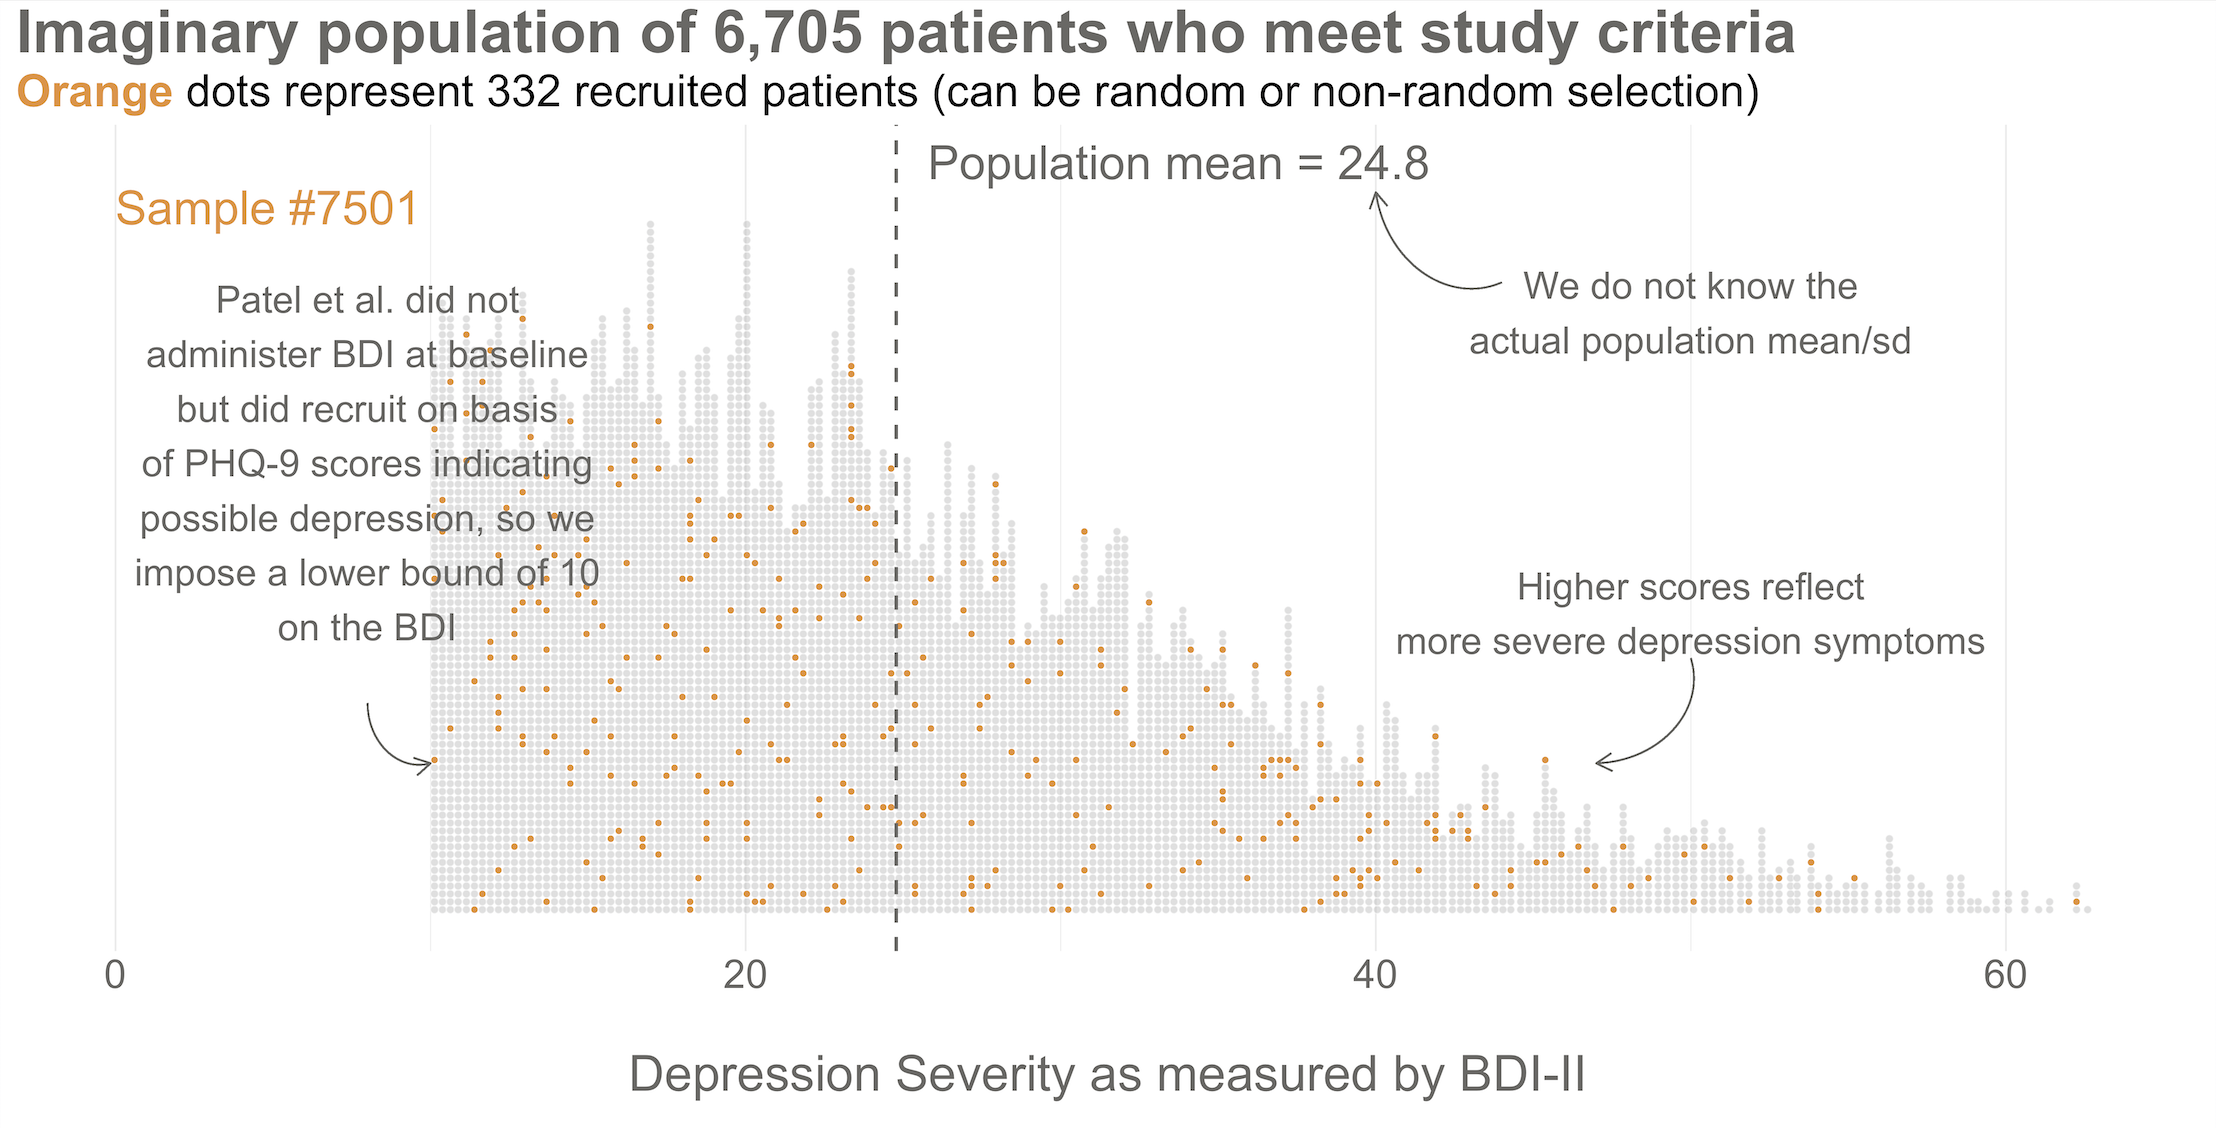 Imaginary population of 6,705 patients who meet study criteria
Orange dots represent 332 recruited patients (can be random or non-random selection)
Population mean = 24.8
Sample #7501
Patel et al. did not
administer BDI at baseline
but did recruit on basis
of PHQ-9 scores indicating
possible depression, so we
impose a lower bound of 10
on the BDI
We do not know the
actual population mean/sd
Higher scores reflect
more severe depression symptoms
0
20
40
60
Depression Severity as measured by BDI-II